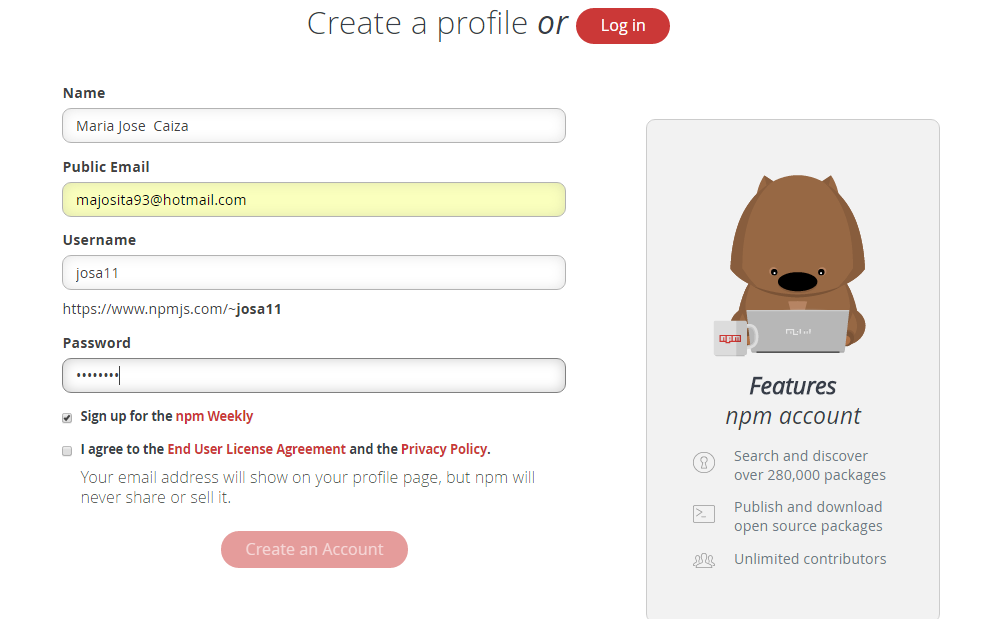 Create a profile or Log in
Name
Maria Jose  Caiza
Public Email
majosita93@hotmail.com
Username
josa11
https://www.npmjs.com/~josa11
Password
••••••••
Sign up for the npm Weekly
I agree to the End User License Agreement and the Privacy Policy.
Your email address will show on your profile page, but npm will
never share or sell it.
Create an Account
npm
Features
npm account
Search and discover
over 280,000 packages
Publish and download
open source packages
Unlimited contributors